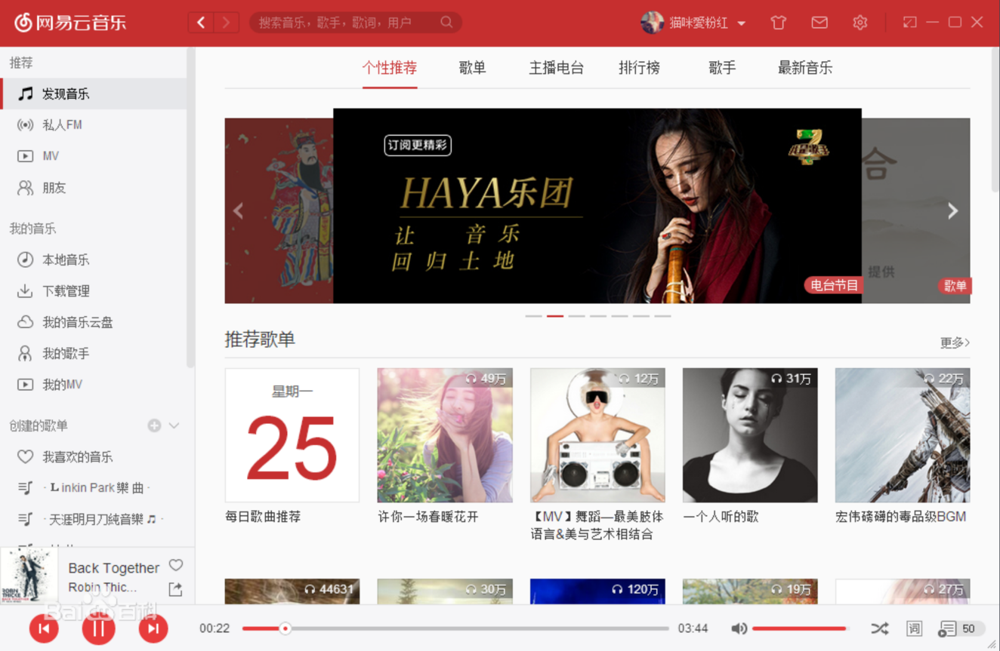 网易云音乐
搜索音乐，歌手，歌词，用户
猫咪愛粉红
推荐
发现音乐
私人FM
MV
朋友
我的音乐
本地音乐
下载管理
我的音乐云盘
我的歌手
我的MV
创建的歌单
我喜欢的音乐
· L inkin Park 樂 曲 ·
· 天涯明月刀純音樂 ♫ ·
个性推荐 歌单 主播电台 排行榜 歌手 最新音乐
订阅更精彩
HAYA乐团
让 音 乐
回 归 土 地
电台节目
合
提供
歌单
推荐歌单
更多>
星期一
25
每日歌曲推荐
49万
许你一场春暖花开
12万
【MV】舞蹈—最美肢体
语言&美与艺术相结合
31万
一个人听的歌
22万
宏伟磅礴的毒品级BGM
44631
30万
120万
19万
27万
ROBIN
THICKE
BACK TOGETHER
Back Together
Robin Thic...
Bai 百科
00:22
03:44
词
50